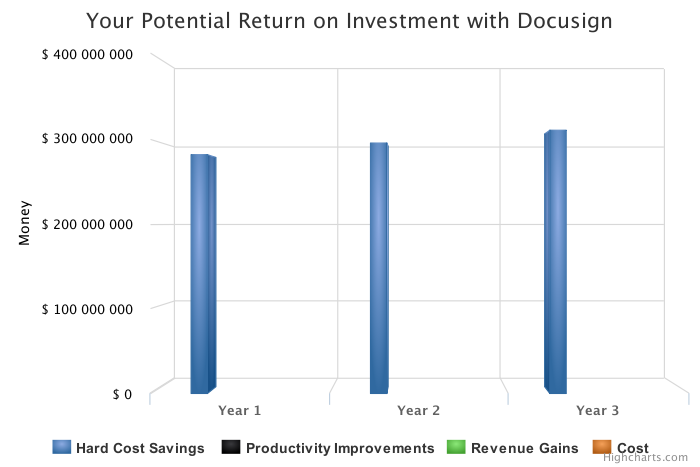 Your Potential Return on Investment with Docusign
$ 400 000 000
$ 300 000 000
$ 200 000 000
$ 100 000 000
$ 0
Money
Year 1 Year 2 Year 3
Hard Cost Savings Productivity Improvements Revenue Gains Cost
Highcharts.com